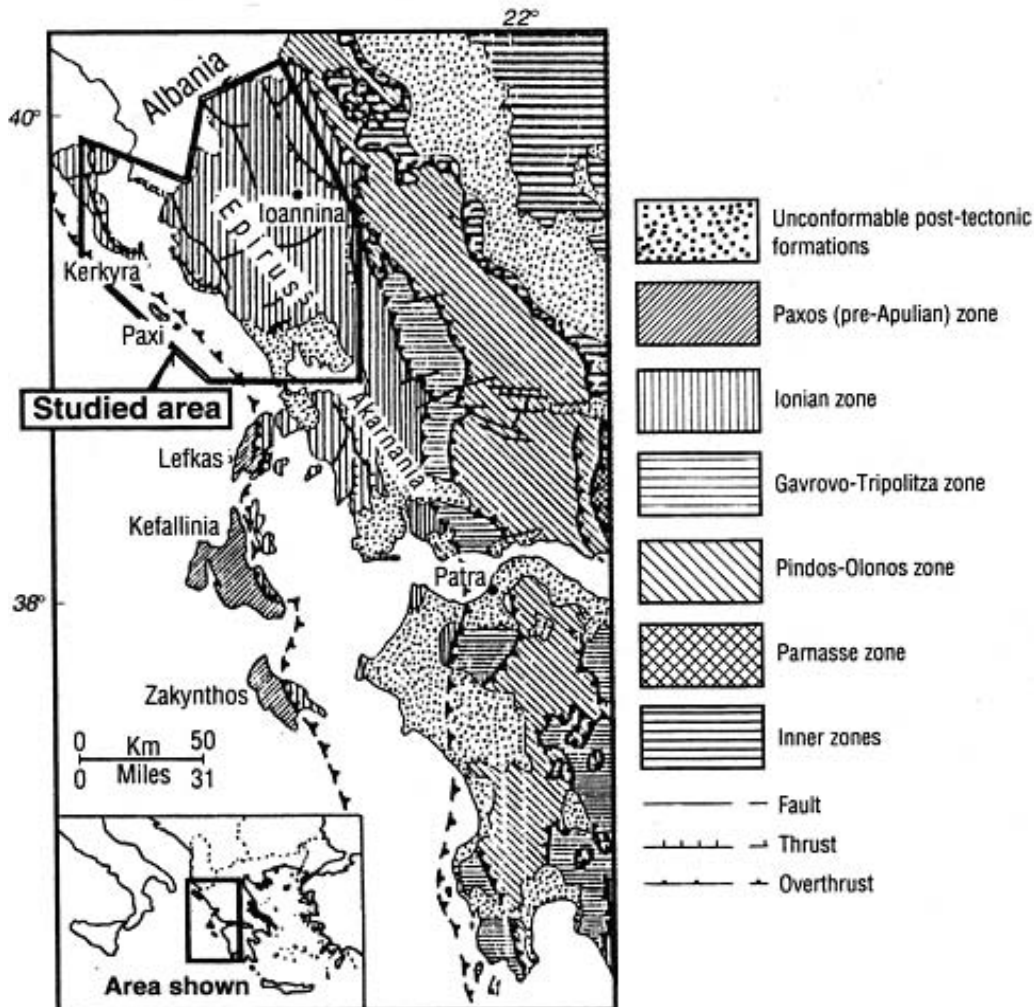 22°
40°
Albania
Ioannina
Epiruss
Kerkyra
Paxi
Studied area
Akarnania
Lefkas
Kefallinia
Patra
38°
Zakynthos
0 Km 50
0 Miles 31
Area shown
Unconformable post-tectonic
formations
Paxos (pre-Apulian) zone
Ionian zone
Gavrovo-Tripolitza zone
Pindos-Olonos zone
Parnasse zone
Inner zones
Fault
Thrust
Overthrust